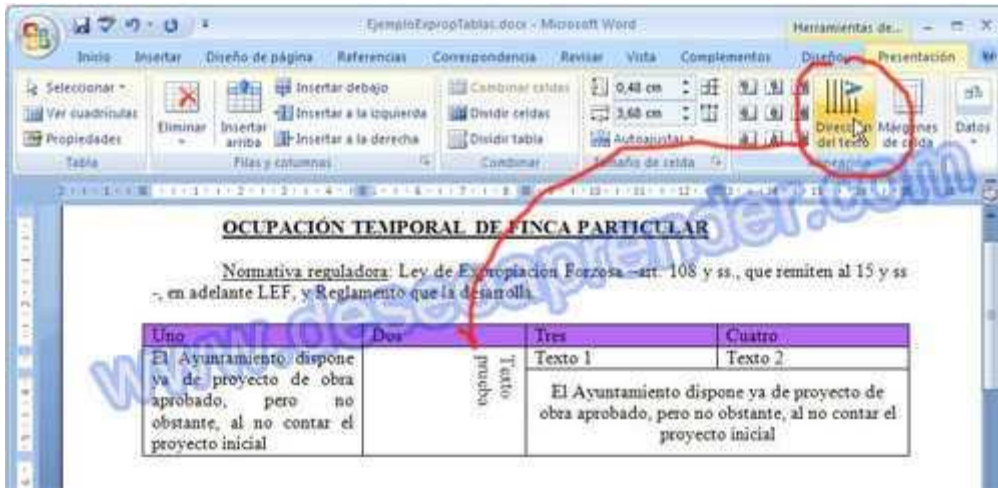 EjemploExpropTablas.docx - Microsoft Word
Herramientas de...
Inicio Insertar Diseño de página Referencias Correspondencia Revisar Vista Complementos Diseño Presentación
Seleccionar
Ver cuadrículas
Propiedades
Tabla
Eliminar
Insertar arriba
Insertar debajo
Insertar a la izquierda
Insertar a la derecha
Filas y columnas
Combinar celdas
Dividir celdas
Dividir tabla
Combinar
0,48 cm
3,68 cm
Autoajustar
Tamaño de celda
Dirección del texto
Márgenes de celda
Alineación
Datos
www.desesaprender.com
OCUPACIÓN TEMPORAL DE FINCA PARTICULAR
Normativa reguladora: Ley de Expropiación Forzosa –art. 108 y ss., que remiten al 15 y ss
-, en adelante LEF, y Reglamento que la desarrolla.
Uno Dos Tres Cuatro
El Ayuntamiento dispone
ya de proyecto de obra
aprobado, pero no
obstante, al no contar el
proyecto inicial
Texto
prueba
Texto 1 Texto 2
El Ayuntamiento dispone ya de proyecto de
obra aprobado, pero no obstante, al no contar el
proyecto inicial